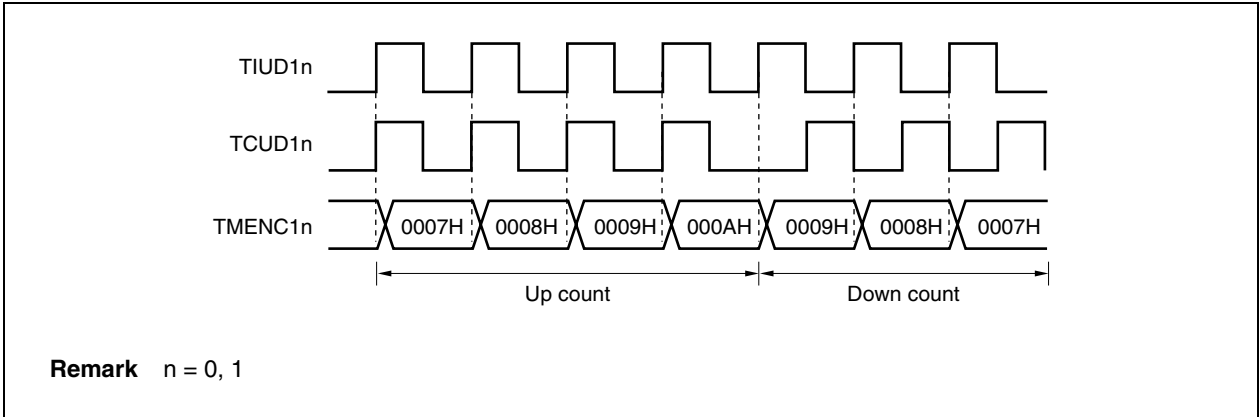 TIUD1n
TCUD1n
TMENC1n 0007H 0008H 0009H 000AH 0009H 0008H 0007H
Up count Down count
Remark n = 0, 1